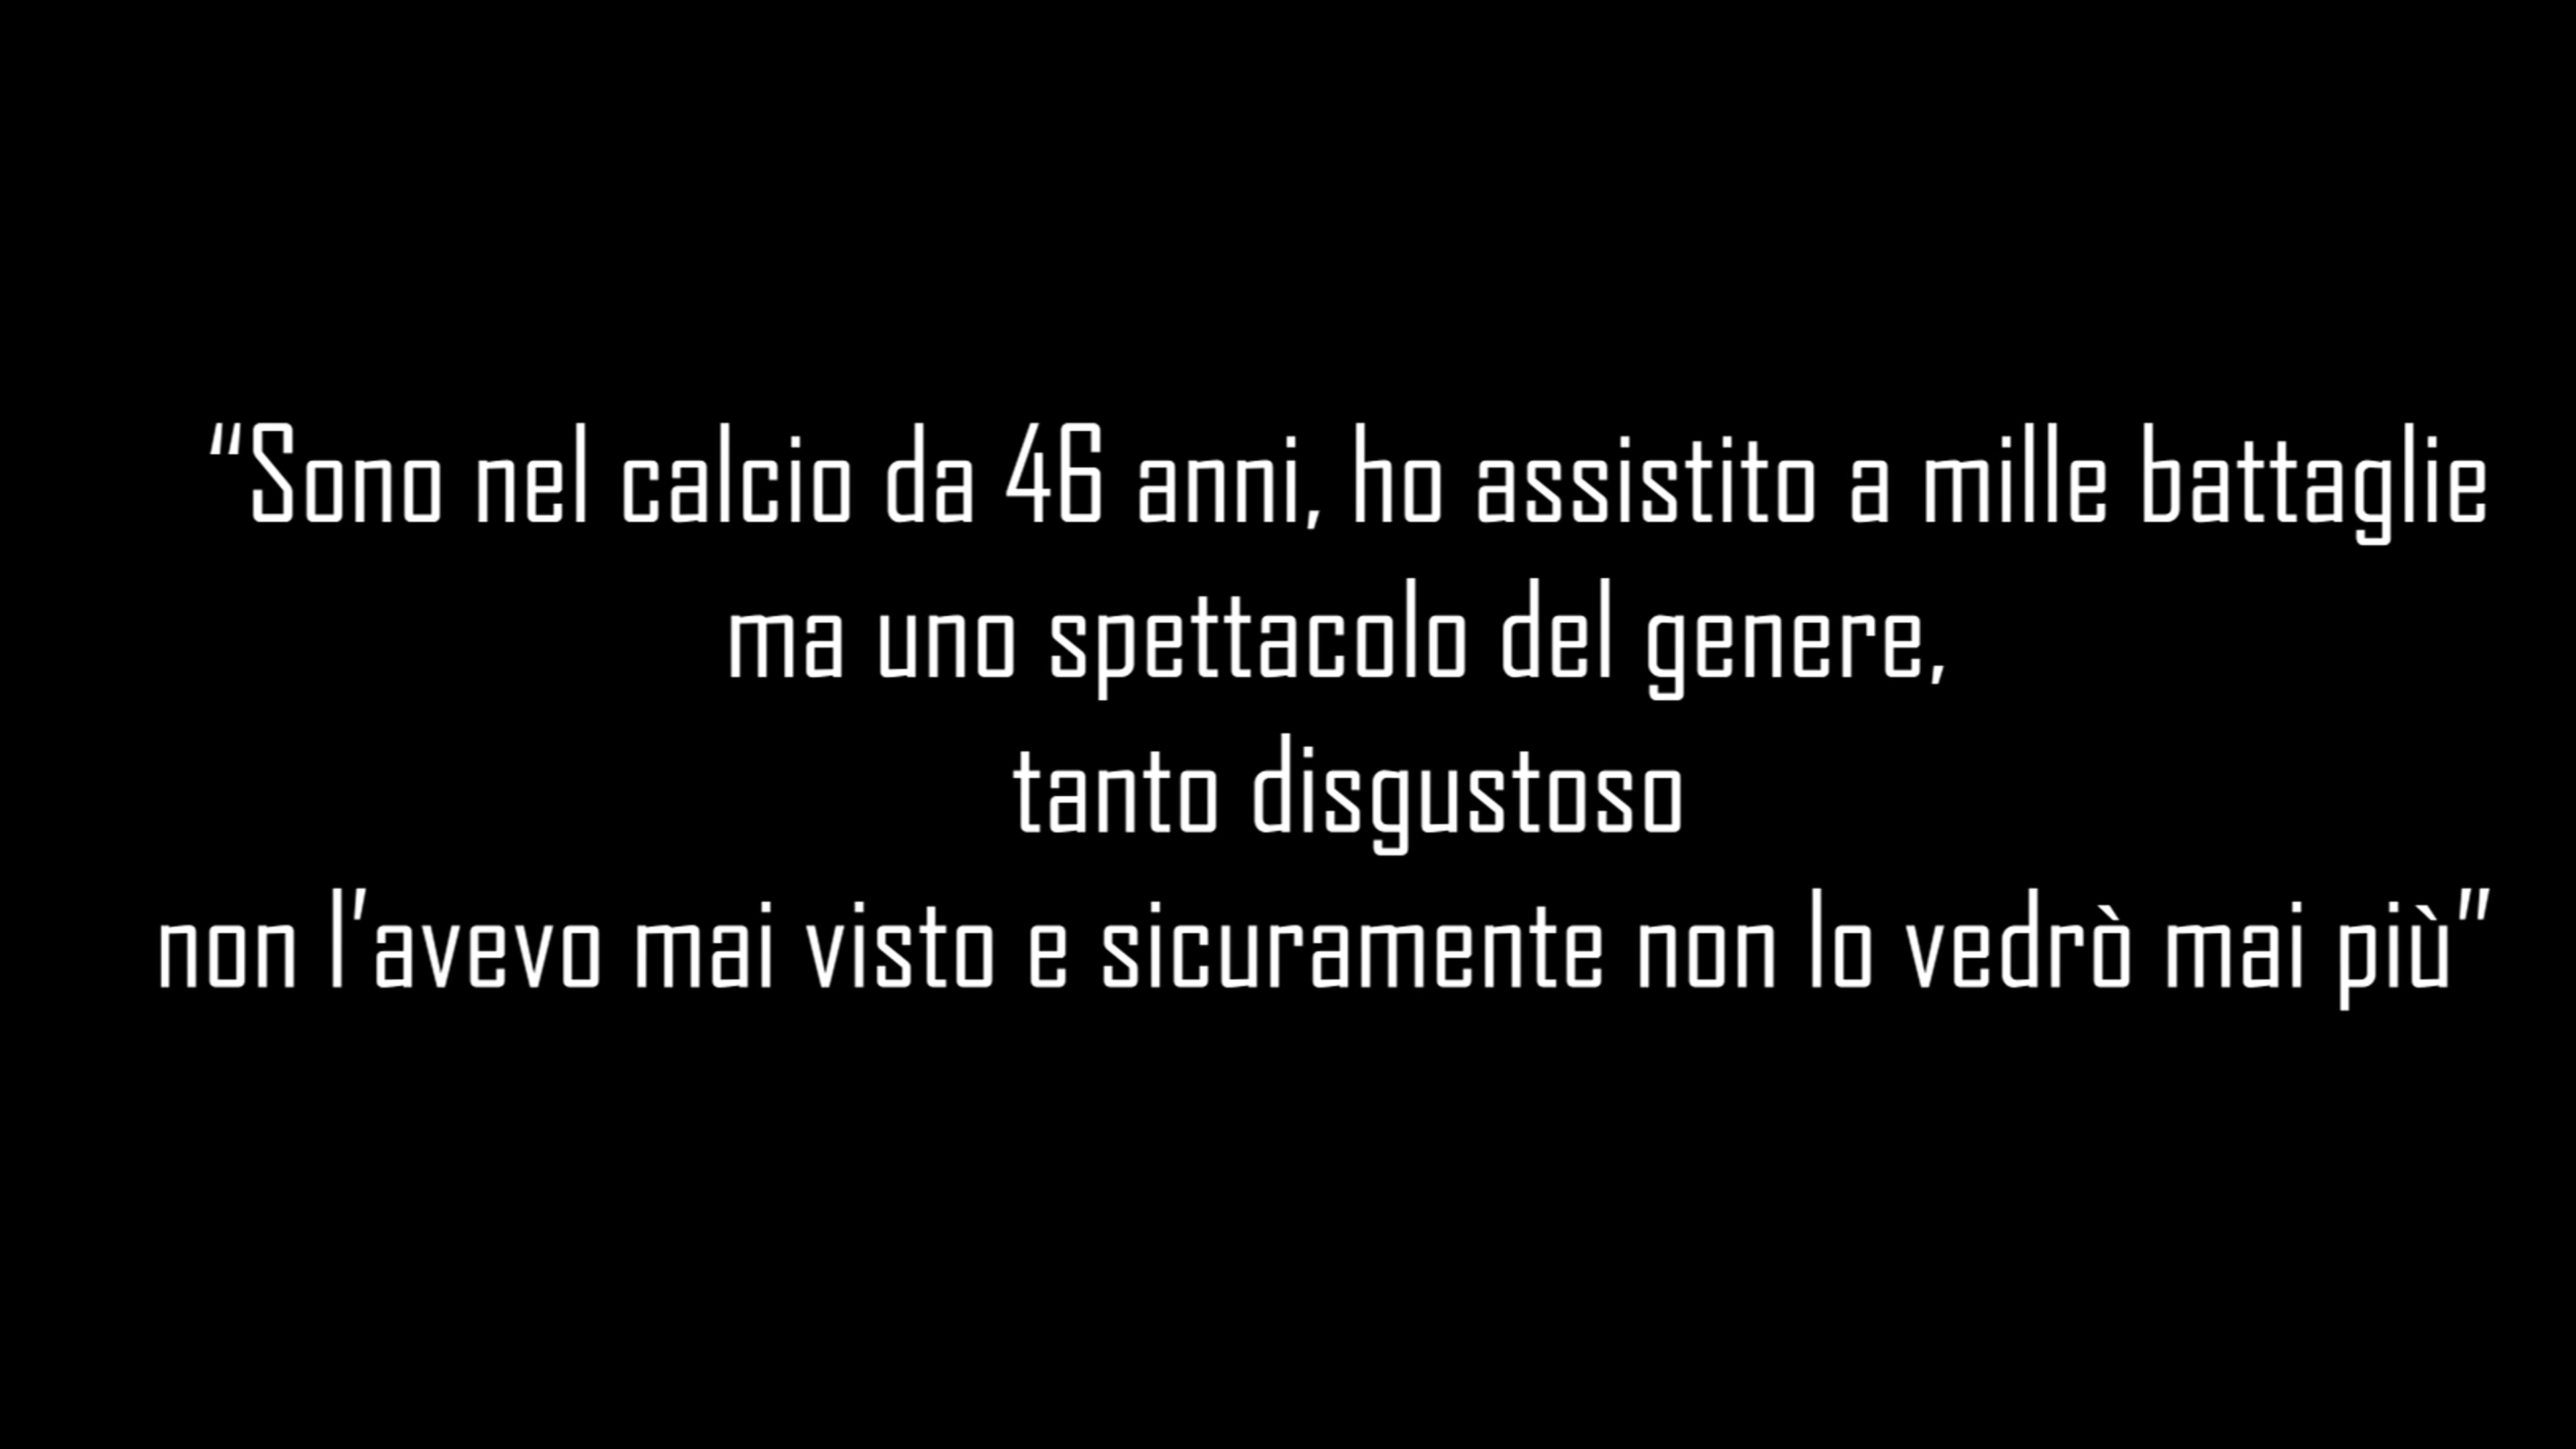 “Sono nel calcio da 46 anni, ho assistito a mille battaglie
ma uno spettacolo del genere,
tanto disgustoso
non l’avevo mai visto e sicuramente non lo vedrò mai più”